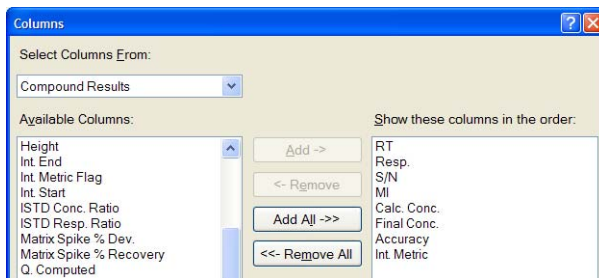 Columns
Select Columns From:
Compound Results
Available Columns:
Height
Int. End
Int. Metric Flag
Int. Start
ISTD Conc. Ratio
ISTD Resp. Ratio
Matrix Spike % Dev.
Matrix Spike % Recovery
Q. Computed
Add ->
<- Remove
Add All ->>
<<- Remove All
Show these columns in the order:
RT
Resp.
S/N
MI
Calc. Conc.
Final Conc.
Accuracy
Int. Metric